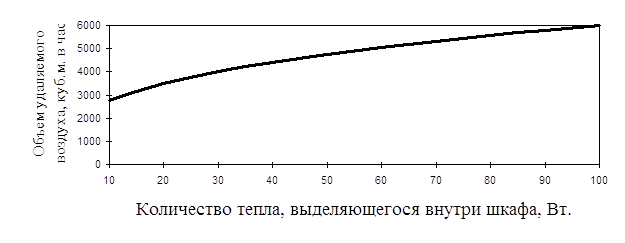 Объем удаляемого
воздуха, куб.м. в час
6000
5000
4000
3000
2000
1000
0
10 20 30 40 50 60 70 80 90 100
Количество тепла, выделяющегося внутри шкафа, Вт.